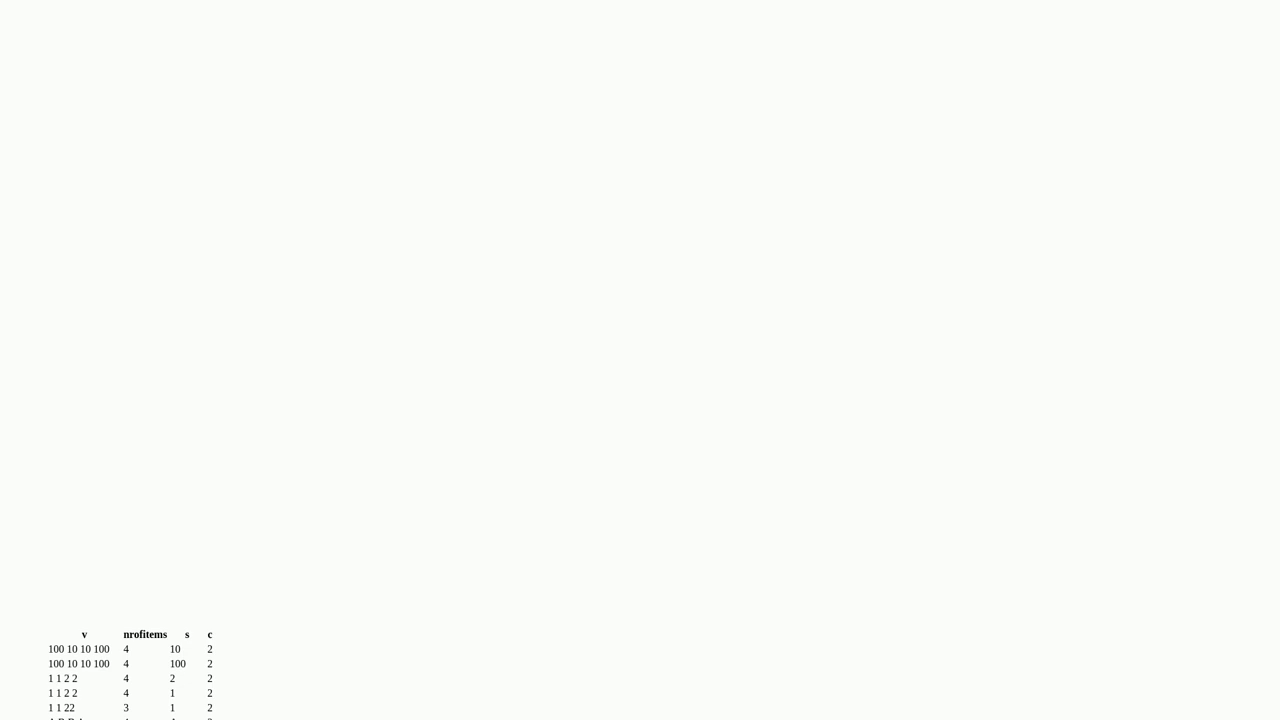 v nrofitems s c
100 10 10 100 4 10 2
100 10 10 100 4 100 2
1 1 2 2 4 2 2
1 1 2 2 4 1 2
1 1 22 3 1 2